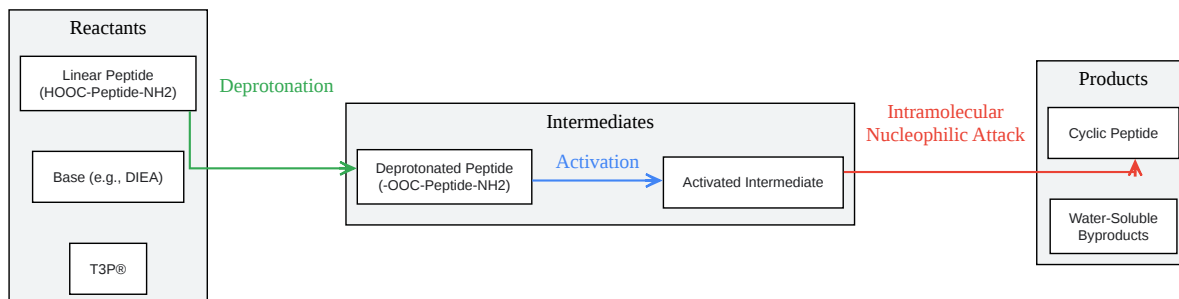 Reactants
Linear Peptide
(HOOC-Peptide-NH2)
Base (e.g., DIEA)
T3P®
Deprotonation
Intermediates
Deprotonated Peptide
(-OOC-Peptide-NH2)
Activation
Activated Intermediate
Intramolecular
Nucleophilic Attack
Products
Cyclic Peptide
Water-Soluble
Byproducts